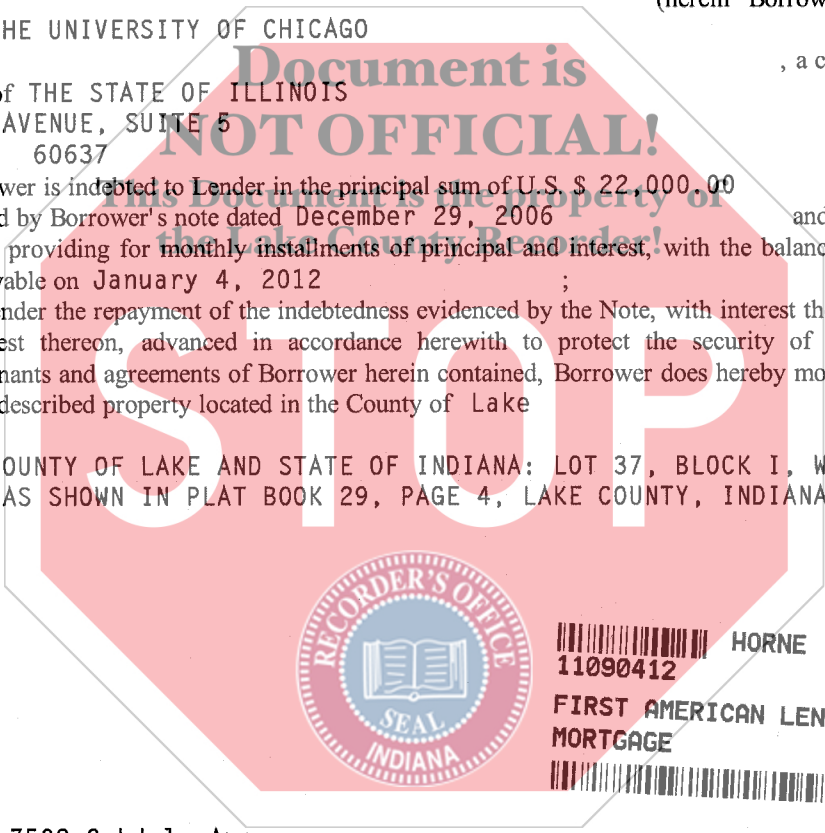 (herein "Borrow
HE UNIVERSITY OF CHICAGO
Document is
, a c
of THE STATE OF ILLINOIS
AVENUE, SUITE 5
NOT OFFICIAL!
60637
wer is indebted to Lender in the principal sum of U.S. $ 22,000.00
This Document is the property of
d by Borrower's note dated December 29, 2006 and
the Lake County Recorder!
providing for monthly installments of principal and interest, with the balanc
yable on January 4, 2012 ;
nder the repayment of the indebtedness evidenced by the Note, with interest th
est thereon, advanced in accordance herewith to protect the security of
nants and agreements of Borrower herein contained, Borrower does hereby mo
described property located in the County of Lake
STOP
OUNTY OF LAKE AND STATE OF INDIANA: LOT 37, BLOCK I, W
AS SHOWN IN PLAT BOOK 29, PAGE 4, LAKE COUNTY, INDIANA
RECORDER'S OFFICE
SEAL
INDIANA
HORNE
11090412
FIRST AMERICAN LEN
MORTGAGE